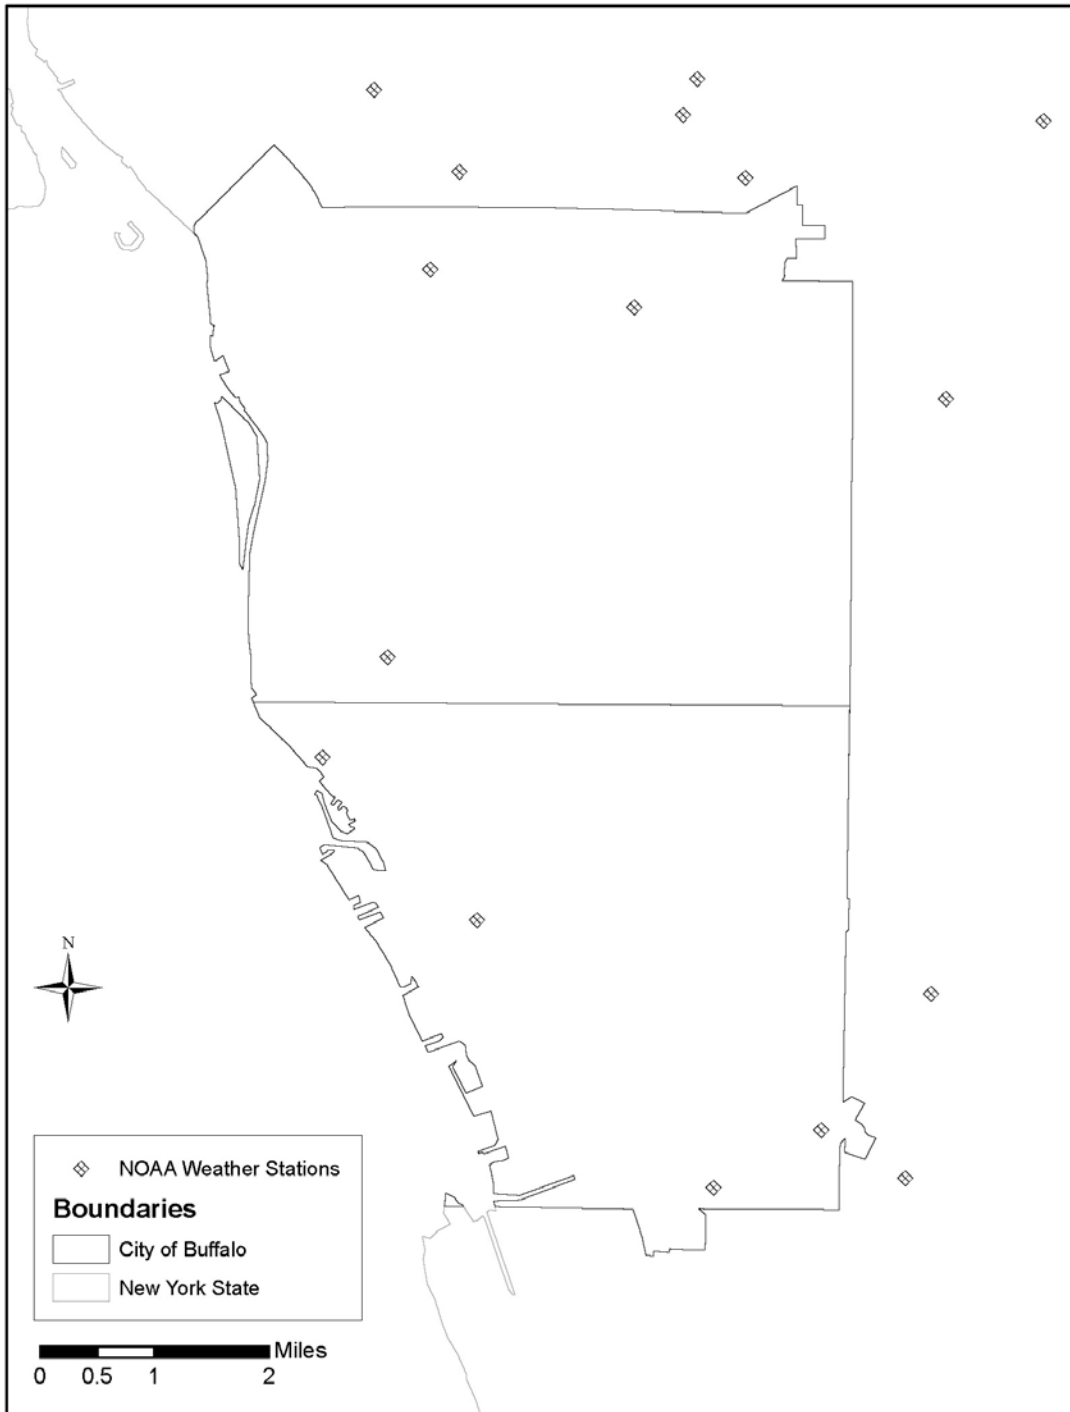 N
NOAA Weather Stations
Boundaries
City of Buffalo
New York State
Miles
0 0.5 1 2